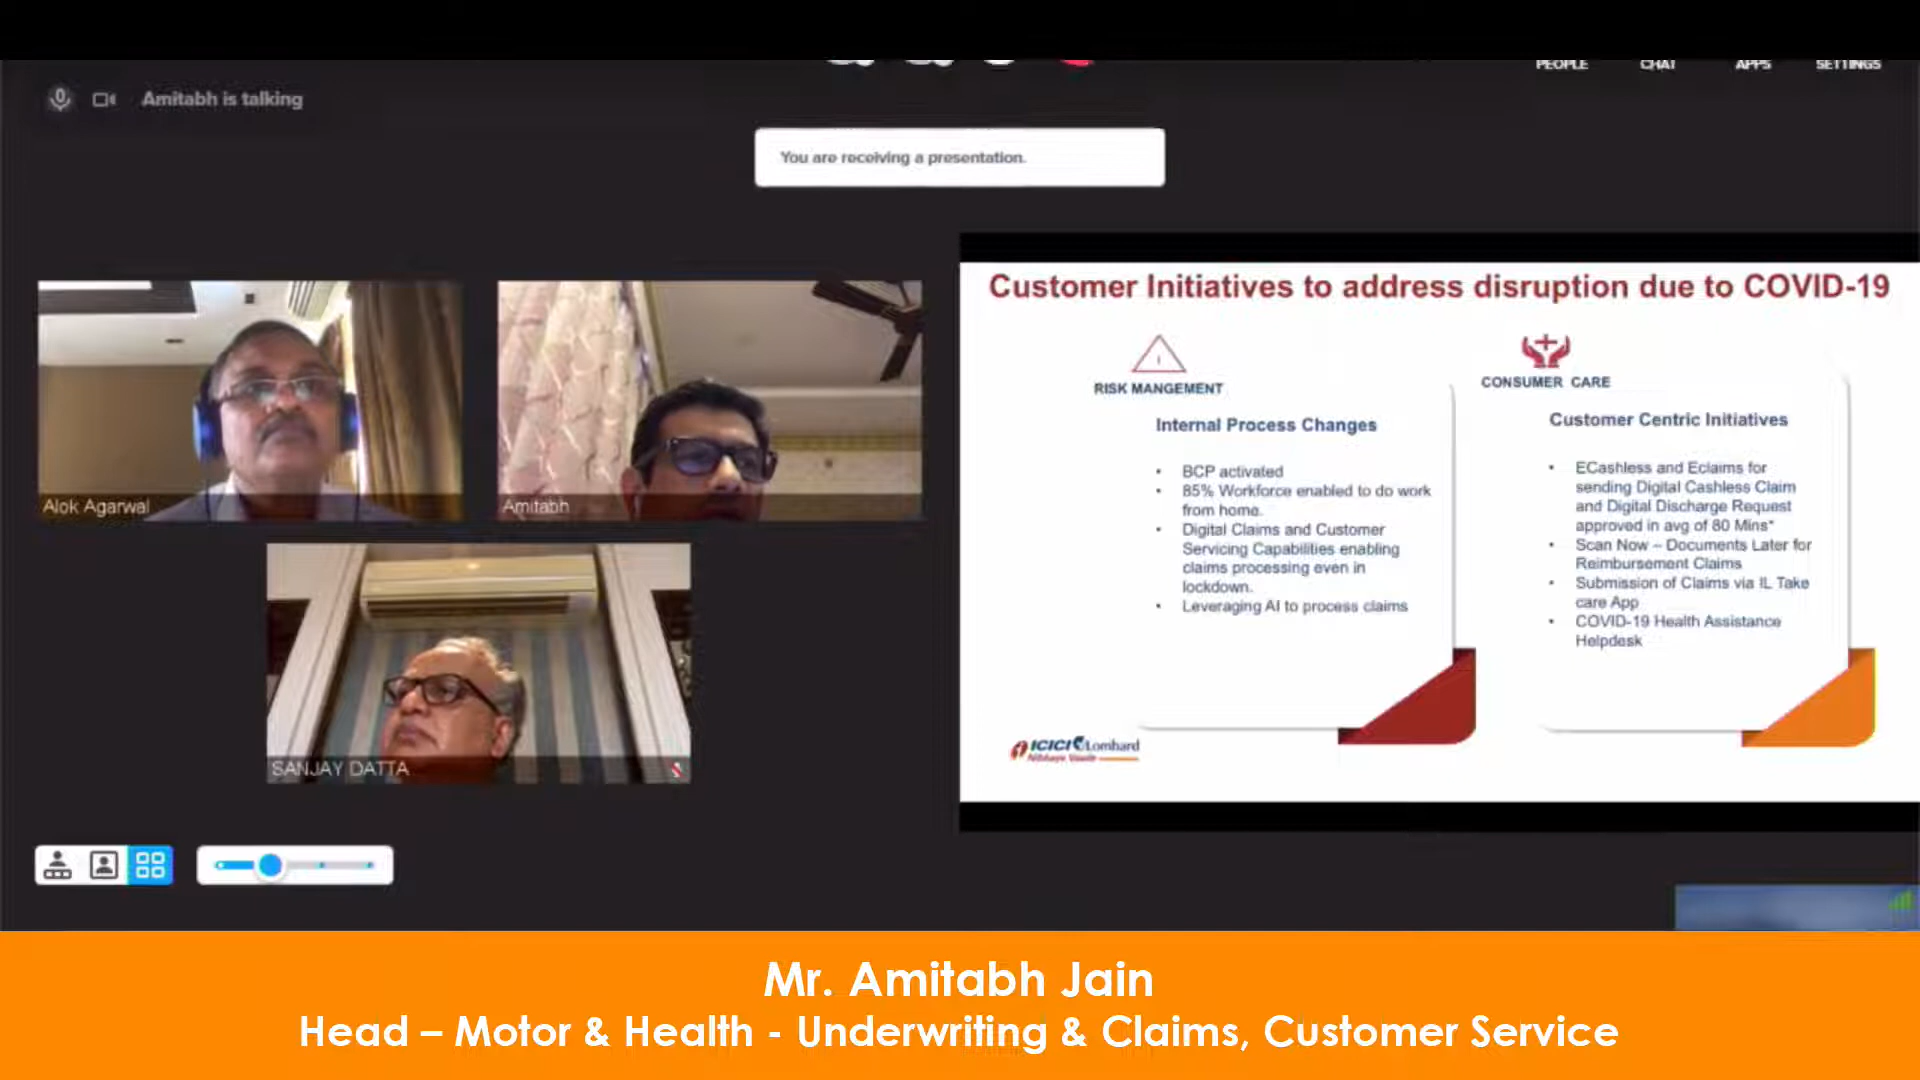 PEOPLE CHAT APPS SETTINGS
Amitabh is talking
You are receiving a presentation.
Alok Agarwal
Amitabh
SANJAY DATTA
Customer Initiatives to address disruption due to COVID-19
RISK MANGEMENT
Internal Process Changes
• BCP activated
• 85% Workforce enabled to do work
from home.
• Digital Claims and Customer
Servicing Capabilities enabling
claims processing even in
lockdown.
• Leveraging AI to process claims
CONSUMER CARE
Customer Centric Initiatives
• ECashless and Eclaims for
sending Digital Cashless Claim
and Digital Discharge Request
approved in avg of 80 Mins*
• Scan Now – Documents Later for
Reimbursement Claims
• Submission of Claims via IL Take
care App
• COVID-19 Health Assistance
Helpdesk
ICICI Lombard
Nibhaye Vaade
Mr. Amitabh Jain
Head – Motor & Health - Underwriting & Claims, Customer Service